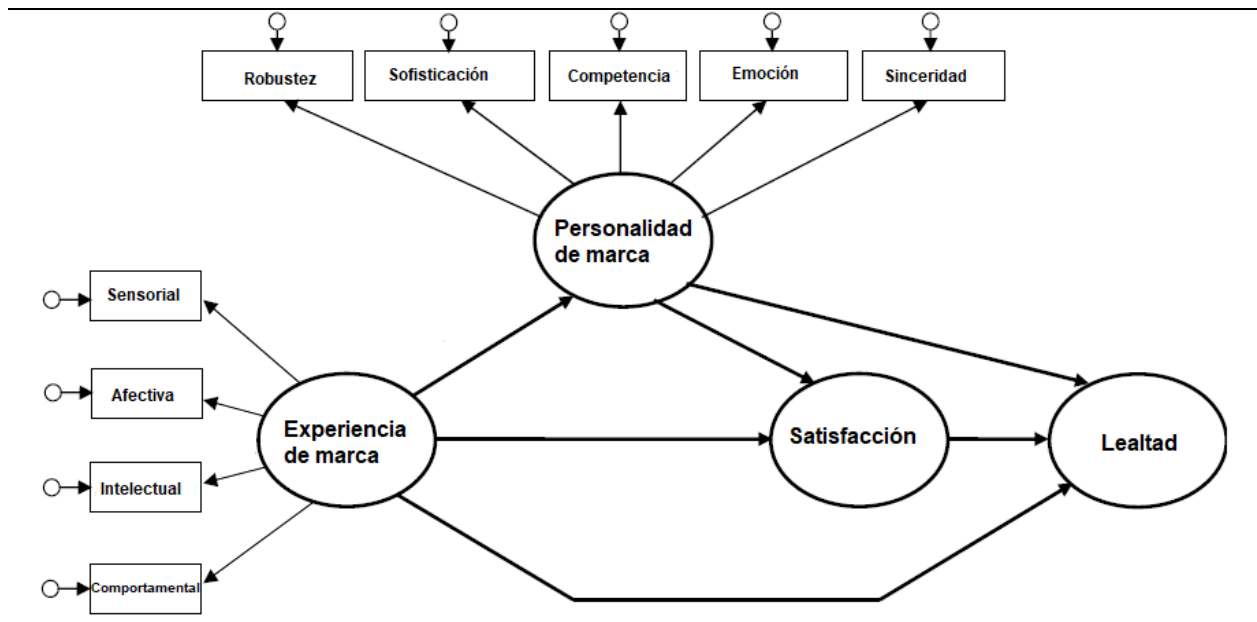 Robustez
Sofisticación
Competencia
Emoción
Sinceridad
Personalidad
de marca
Sensorial
Afectiva
Experiencia
de marca
Satisfacción
Lealtad
Intelectual
Comportamental